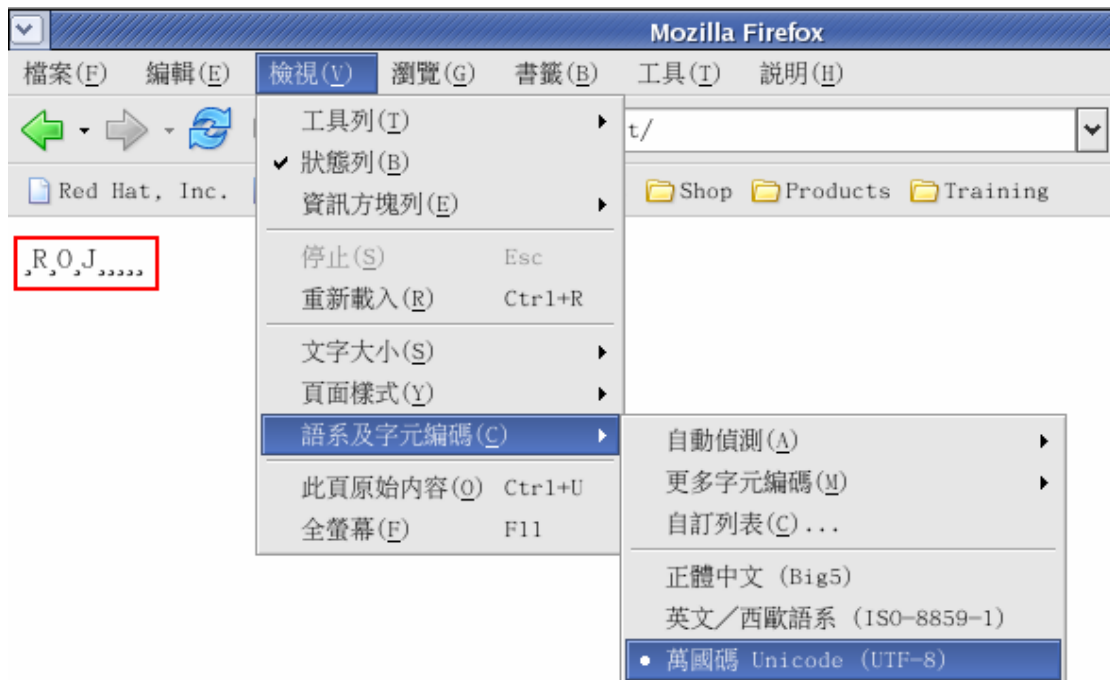 Mozilla Firefox
檔案(F) 編輯(E) 檢視(V) 瀏覽(G) 書籤(B) 工具(T) 説明(H)
t/
Red Hat, Inc. Shop Products Training
工具列(T)
狀態列(B)
資訊方塊列(E)
停止(S) Esc
重新載入(R) Ctrl+R
文字大小(S)
頁面樣式(Y)
語系及字元編碼(C)
此頁原始内容(O) Ctrl+U
全螢幕(F) F11
自動偵測(A)
更多字元編碼(M)
自訂列表(C)...
正體中文 (Big5)
英文／西歐語系 (ISO-8859-1)
萬國碼 Unicode (UTF-8)
¸R¸O¸J¸¸¸¸¸